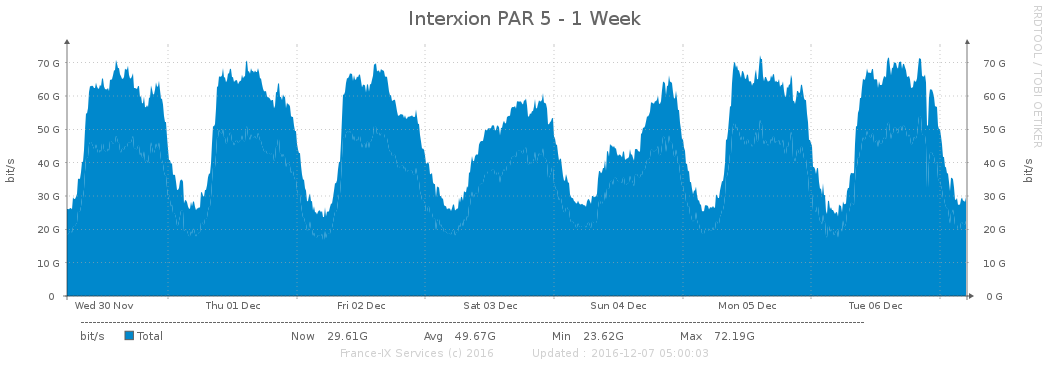 Interxion PAR 5 - 1 Week
RRDTOOL / TOBI OETIKER
bit/s
70 G
60 G
50 G
40 G
30 G
20 G
10 G
0
70 G
60 G
50 G
40 G
30 G
20 G
10 G
0 G
bit/s
Wed 30 Nov Thu 01 Dec Fri 02 Dec Sat 03 Dec Sun 04 Dec Mon 05 Dec Tue 06 Dec
bit/s Total Now 29.61G Avg 49.67G Min 23.62G Max 72.19G
France-IX Services (c) 2016 Updated : 2016-12-07 05:00:03